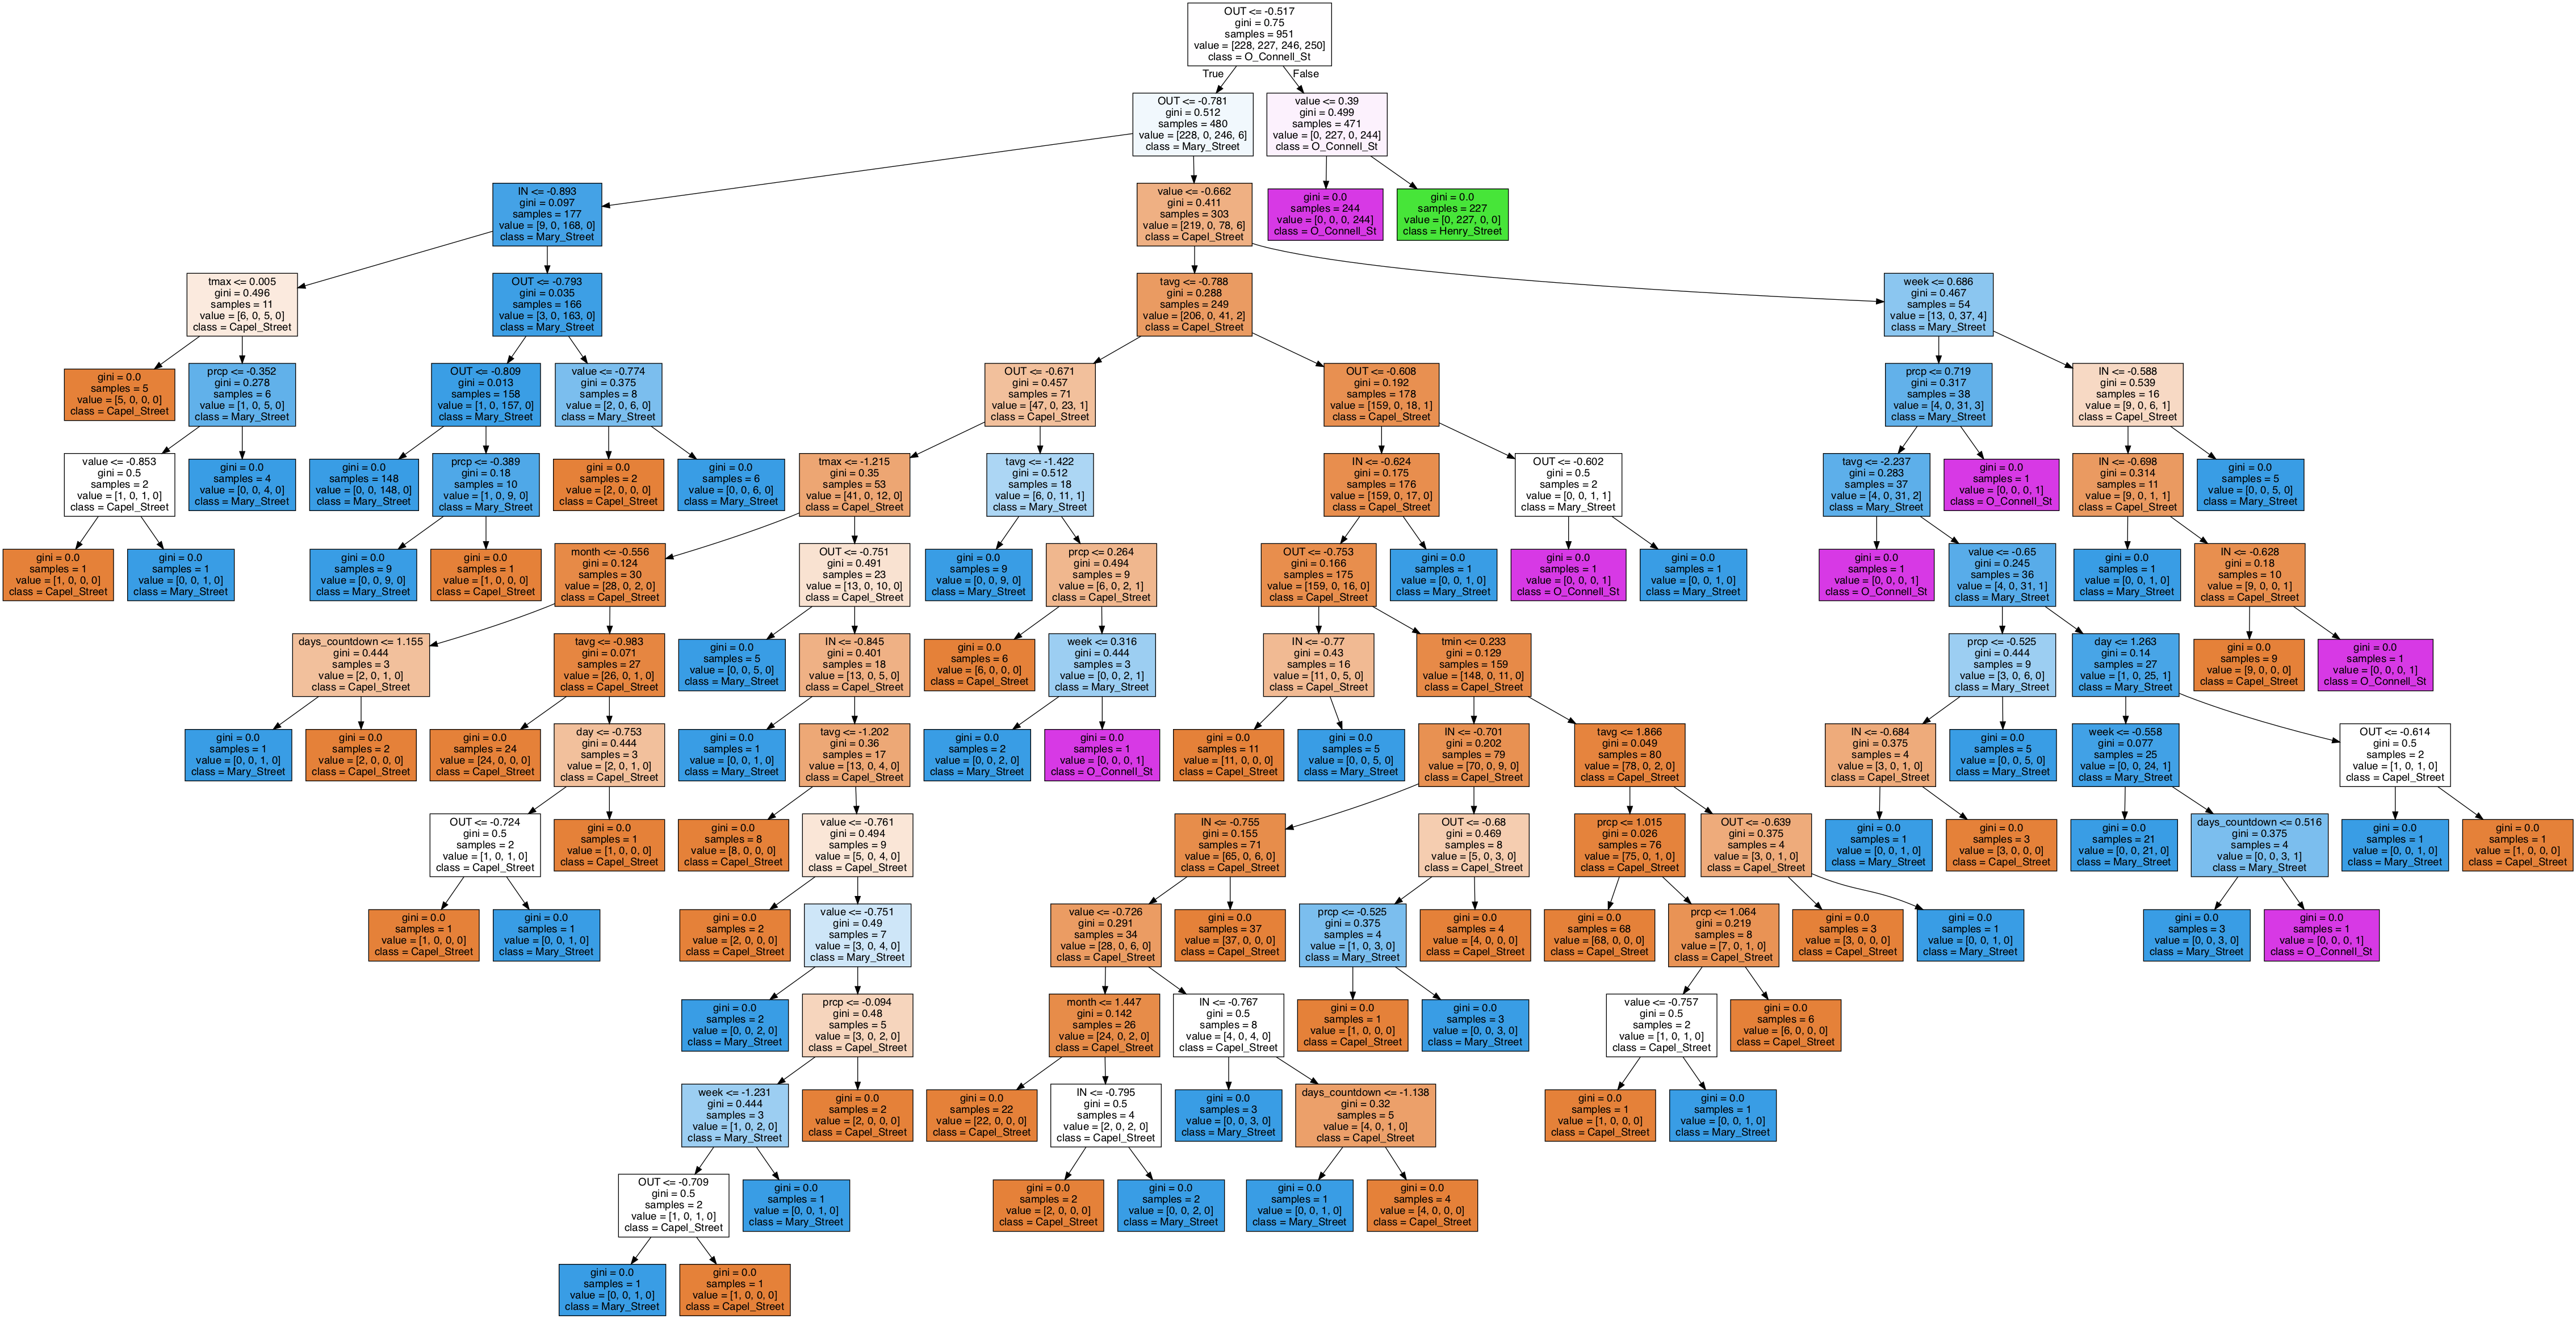 OUT <= -0.517
gini = 0.75
samples = 951
value = [228, 227, 246, 250]
class = O_Connell_St
True
False
OUT <= -0.781
gini = 0.512
samples = 480
value = [228, 0, 246, 6]
class = Mary_Street
value <= 0.39
gini = 0.499
samples = 471
value = [0, 227, 0, 244]
class = O_Connell_St
IN <= -0.893
gini = 0.097
samples = 177
value = [9, 0, 168, 0]
class = Mary_Street
value <= -0.662
gini = 0.411
samples = 303
value = [219, 0, 78, 6]
class = Capel_Street
gini = 0.0
samples = 244
value = [0, 0, 0, 244]
class = O_Connell_St
gini = 0.0
samples = 227
value = [0, 227, 0, 0]
class = Henry_Street
tmax <= 0.005
gini = 0.496
samples = 11
value = [6, 0, 5, 0]
class = Capel_Street
OUT <= -0.793
gini = 0.035
samples = 166
value = [3, 0, 163, 0]
class = Mary_Street
tavg <= -0.788
gini = 0.288
samples = 249
value = [206, 0, 41, 2]
class = Capel_Street
week <= 0.686
gini = 0.467
samples = 54
value = [13, 0, 37, 4]
class = Mary_Street
gini = 0.0
samples = 5
value = [5, 0, 0, 0]
class = Capel_Street
prcp <= -0.352
gini = 0.278
samples = 6
value = [1, 0, 5, 0]
class = Mary_Street
OUT <= -0.809
gini = 0.013
samples = 158
value = [1, 0, 157, 0]
class = Mary_Street
value <= -0.774
gini = 0.375
samples = 8
value = [2, 0, 6, 0]
class = Mary_Street
OUT <= -0.671
gini = 0.457
samples = 71
value = [47, 0, 23, 1]
class = Capel_Street
OUT <= -0.608
gini = 0.192
samples = 178
value = [159, 0, 18, 1]
class = Capel_Street
prcp <= 0.719
gini = 0.317
samples = 38
value = [4, 0, 31, 3]
class = Mary_Street
IN <= -0.588
gini = 0.539
samples = 16
value = [9, 0, 6, 1]
class = Capel_Street
value <= -0.853
gini = 0.5
samples = 2
value = [1, 0, 1, 0]
class = Capel_Street
gini = 0.0
samples = 4
value = [0, 0, 4, 0]
class = Mary_Street
gini = 0.0
samples = 148
value = [0, 0, 148, 0]
class = Mary_Street
prcp <= -0.389
gini = 0.18
samples = 10
value = [1, 0, 9, 0]
class = Mary_Street
gini = 0.0
samples = 2
value = [2, 0, 0, 0]
class = Capel_Street
gini = 0.0
samples = 6
value = [0, 0, 6, 0]
class = Mary_Street
tmax <= -1.215
gini = 0.35
samples = 53
value = [41, 0, 12, 0]
class = Capel_Street
tavg <= -1.422
gini = 0.512
samples = 18
value = [6, 0, 11, 1]
class = Mary_Street
IN <= -0.624
gini = 0.175
samples = 176
value = [159, 0, 17, 0]
class = Capel_Street
OUT <= -0.602
gini = 0.5
samples = 2
value = [0, 0, 1, 1]
class = Mary_Street
tavg <= -2.237
gini = 0.283
samples = 37
value = [4, 0, 31, 2]
class = Mary_Street
gini = 0.0
samples = 1
value = [0, 0, 0, 1]
class = O_Connell_St
IN <= -0.698
gini = 0.314
samples = 11
value = [9, 0, 1, 1]
class = Capel_Street
gini = 0.0
samples = 5
value = [0, 0, 5, 0]
class = Mary_Street
gini = 0.0
samples = 1
value = [1, 0, 0, 0]
class = Capel_Street
gini = 0.0
samples = 1
value = [0, 0, 1, 0]
class = Mary_Street
gini = 0.0
samples = 9
value = [0, 0, 9, 0]
class = Mary_Street
gini = 0.0
samples = 1
value = [1, 0, 0, 0]
class = Capel_Street
month <= -0.556
gini = 0.124
samples = 30
value = [28, 0, 2, 0]
class = Capel_Street
OUT <= -0.751
gini = 0.491
samples = 23
value = [13, 0, 10, 0]
class = Capel_Street
gini = 0.0
samples = 9
value = [0, 0, 9, 0]
class = Mary_Street
prcp <= 0.264
gini = 0.494
samples = 9
value = [6, 0, 2, 1]
class = Capel_Street
OUT <= -0.753
gini = 0.166
samples = 175
value = [159, 0, 16, 0]
class = Capel_Street
gini = 0.0
samples = 1
value = [0, 0, 1, 0]
class = Mary_Street
gini = 0.0
samples = 1
value = [0, 0, 0, 1]
class = O_Connell_St
gini = 0.0
samples = 1
value = [0, 0, 1, 0]
class = Mary_Street
gini = 0.0
samples = 1
value = [0, 0, 0, 1]
class = O_Connell_St
value <= -0.65
gini = 0.245
samples = 36
value = [4, 0, 31, 1]
class = Mary_Street
gini = 0.0
samples = 1
value = [0, 0, 1, 0]
class = Mary_Street
IN <= -0.628
gini = 0.18
samples = 10
value = [9, 0, 0, 1]
class = Capel_Street
days_countdown <= 1.155
gini = 0.444
samples = 3
value = [2, 0, 1, 0]
class = Capel_Street
tavg <= -0.983
gini = 0.071
samples = 27
value = [26, 0, 1, 0]
class = Capel_Street
gini = 0.0
samples = 5
value = [0, 0, 5, 0]
class = Mary_Street
IN <= -0.845
gini = 0.401
samples = 18
value = [13, 0, 5, 0]
class = Capel_Street
gini = 0.0
samples = 6
value = [6, 0, 0, 0]
class = Capel_Street
week <= 0.316
gini = 0.444
samples = 3
value = [0, 0, 2, 1]
class = Mary_Street
IN <= -0.77
gini = 0.43
samples = 16
value = [11, 0, 5, 0]
class = Capel_Street
tmin <= 0.233
gini = 0.129
samples = 159
value = [148, 0, 11, 0]
class = Capel_Street
prcp <= -0.525
gini = 0.444
samples = 9
value = [3, 0, 6, 0]
class = Mary_Street
day <= 1.263
gini = 0.14
samples = 27
value = [1, 0, 25, 1]
class = Mary_Street
gini = 0.0
samples = 9
value = [9, 0, 0, 0]
class = Capel_Street
gini = 0.0
samples = 1
value = [0, 0, 0, 1]
class = O_Connell_St
gini = 0.0
samples = 1
value = [0, 0, 1, 0]
class = Mary_Street
gini = 0.0
samples = 2
value = [2, 0, 0, 0]
class = Capel_Street
gini = 0.0
samples = 24
value = [24, 0, 0, 0]
class = Capel_Street
day <= -0.753
gini = 0.444
samples = 3
value = [2, 0, 1, 0]
class = Capel_Street
gini = 0.0
samples = 1
value = [0, 0, 1, 0]
class = Mary_Street
tavg <= -1.202
gini = 0.36
samples = 17
value = [13, 0, 4, 0]
class = Capel_Street
gini = 0.0
samples = 2
value = [0, 0, 2, 0]
class = Mary_Street
gini = 0.0
samples = 1
value = [0, 0, 0, 1]
class = O_Connell_St
gini = 0.0
samples = 11
value = [11, 0, 0, 0]
class = Capel_Street
gini = 0.0
samples = 5
value = [0, 0, 5, 0]
class = Mary_Street
IN <= -0.701
gini = 0.202
samples = 79
value = [70, 0, 9, 0]
class = Capel_Street
tavg <= 1.866
gini = 0.049
samples = 80
value = [78, 0, 2, 0]
class = Capel_Street
IN <= -0.684
gini = 0.375
samples = 4
value = [3, 0, 1, 0]
class = Capel_Street
gini = 0.0
samples = 5
value = [0, 0, 5, 0]
class = Mary_Street
week <= -0.558
gini = 0.077
samples = 25
value = [0, 0, 24, 1]
class = Mary_Street
OUT <= -0.614
gini = 0.5
samples = 2
value = [1, 0, 1, 0]
class = Capel_Street
OUT <= -0.724
gini = 0.5
samples = 2
value = [1, 0, 1, 0]
class = Capel_Street
gini = 0.0
samples = 1
value = [1, 0, 0, 0]
class = Capel_Street
gini = 0.0
samples = 8
value = [8, 0, 0, 0]
class = Capel_Street
value <= -0.761
gini = 0.494
samples = 9
value = [5, 0, 4, 0]
class = Capel_Street
IN <= -0.755
gini = 0.155
samples = 71
value = [65, 0, 6, 0]
class = Capel_Street
OUT <= -0.68
gini = 0.469
samples = 8
value = [5, 0, 3, 0]
class = Capel_Street
prcp <= 1.015
gini = 0.026
samples = 76
value = [75, 0, 1, 0]
class = Capel_Street
OUT <= -0.639
gini = 0.375
samples = 4
value = [3, 0, 1, 0]
class = Capel_Street
gini = 0.0
samples = 1
value = [0, 0, 1, 0]
class = Mary_Street
gini = 0.0
samples = 3
value = [3, 0, 0, 0]
class = Capel_Street
gini = 0.0
samples = 21
value = [0, 0, 21, 0]
class = Mary_Street
days_countdown <= 0.516
gini = 0.375
samples = 4
value = [0, 0, 3, 1]
class = Mary_Street
gini = 0.0
samples = 1
value = [0, 0, 1, 0]
class = Mary_Street
gini = 0.0
samples = 1
value = [1, 0, 0, 0]
class = Capel_Street
gini = 0.0
samples = 1
value = [1, 0, 0, 0]
class = Capel_Street
gini = 0.0
samples = 1
value = [0, 0, 1, 0]
class = Mary_Street
gini = 0.0
samples = 2
value = [2, 0, 0, 0]
class = Capel_Street
value <= -0.751
gini = 0.49
samples = 7
value = [3, 0, 4, 0]
class = Mary_Street
value <= -0.726
gini = 0.291
samples = 34
value = [28, 0, 6, 0]
class = Capel_Street
gini = 0.0
samples = 37
value = [37, 0, 0, 0]
class = Capel_Street
prcp <= -0.525
gini = 0.375
samples = 4
value = [1, 0, 3, 0]
class = Mary_Street
gini = 0.0
samples = 4
value = [4, 0, 0, 0]
class = Capel_Street
gini = 0.0
samples = 68
value = [68, 0, 0, 0]
class = Capel_Street
prcp <= 1.064
gini = 0.219
samples = 8
value = [7, 0, 1, 0]
class = Capel_Street
gini = 0.0
samples = 3
value = [3, 0, 0, 0]
class = Capel_Street
gini = 0.0
samples = 1
value = [0, 0, 1, 0]
class = Mary_Street
gini = 0.0
samples = 3
value = [0, 0, 3, 0]
class = Mary_Street
gini = 0.0
samples = 1
value = [0, 0, 0, 1]
class = O_Connell_St
gini = 0.0
samples = 2
value = [0, 0, 2, 0]
class = Mary_Street
prcp <= -0.094
gini = 0.48
samples = 5
value = [3, 0, 2, 0]
class = Capel_Street
month <= 1.447
gini = 0.142
samples = 26
value = [24, 0, 2, 0]
class = Capel_Street
IN <= -0.767
gini = 0.5
samples = 8
value = [4, 0, 4, 0]
class = Capel_Street
gini = 0.0
samples = 1
value = [1, 0, 0, 0]
class = Capel_Street
gini = 0.0
samples = 3
value = [0, 0, 3, 0]
class = Mary_Street
value <= -0.757
gini = 0.5
samples = 2
value = [1, 0, 1, 0]
class = Capel_Street
gini = 0.0
samples = 6
value = [6, 0, 0, 0]
class = Capel_Street
week <= -1.231
gini = 0.444
samples = 3
value = [1, 0, 2, 0]
class = Mary_Street
gini = 0.0
samples = 2
value = [2, 0, 0, 0]
class = Capel_Street
gini = 0.0
samples = 22
value = [22, 0, 0, 0]
class = Capel_Street
IN <= -0.795
gini = 0.5
samples = 4
value = [2, 0, 2, 0]
class = Capel_Street
gini = 0.0
samples = 3
value = [0, 0, 3, 0]
class = Mary_Street
days_countdown <= -1.138
gini = 0.32
samples = 5
value = [4, 0, 1, 0]
class = Capel_Street
gini = 0.0
samples = 1
value = [1, 0, 0, 0]
class = Capel_Street
gini = 0.0
samples = 1
value = [0, 0, 1, 0]
class = Mary_Street
OUT <= -0.709
gini = 0.5
samples = 2
value = [1, 0, 1, 0]
class = Capel_Street
gini = 0.0
samples = 1
value = [0, 0, 1, 0]
class = Mary_Street
gini = 0.0
samples = 2
value = [2, 0, 0, 0]
class = Capel_Street
gini = 0.0
samples = 2
value = [0, 0, 2, 0]
class = Mary_Street
gini = 0.0
samples = 1
value = [0, 0, 1, 0]
class = Mary_Street
gini = 0.0
samples = 4
value = [4, 0, 0, 0]
class = Capel_Street
gini = 0.0
samples = 1
value = [0, 0, 1, 0]
class = Mary_Street
gini = 0.0
samples = 1
value = [1, 0, 0, 0]
class = Capel_Street